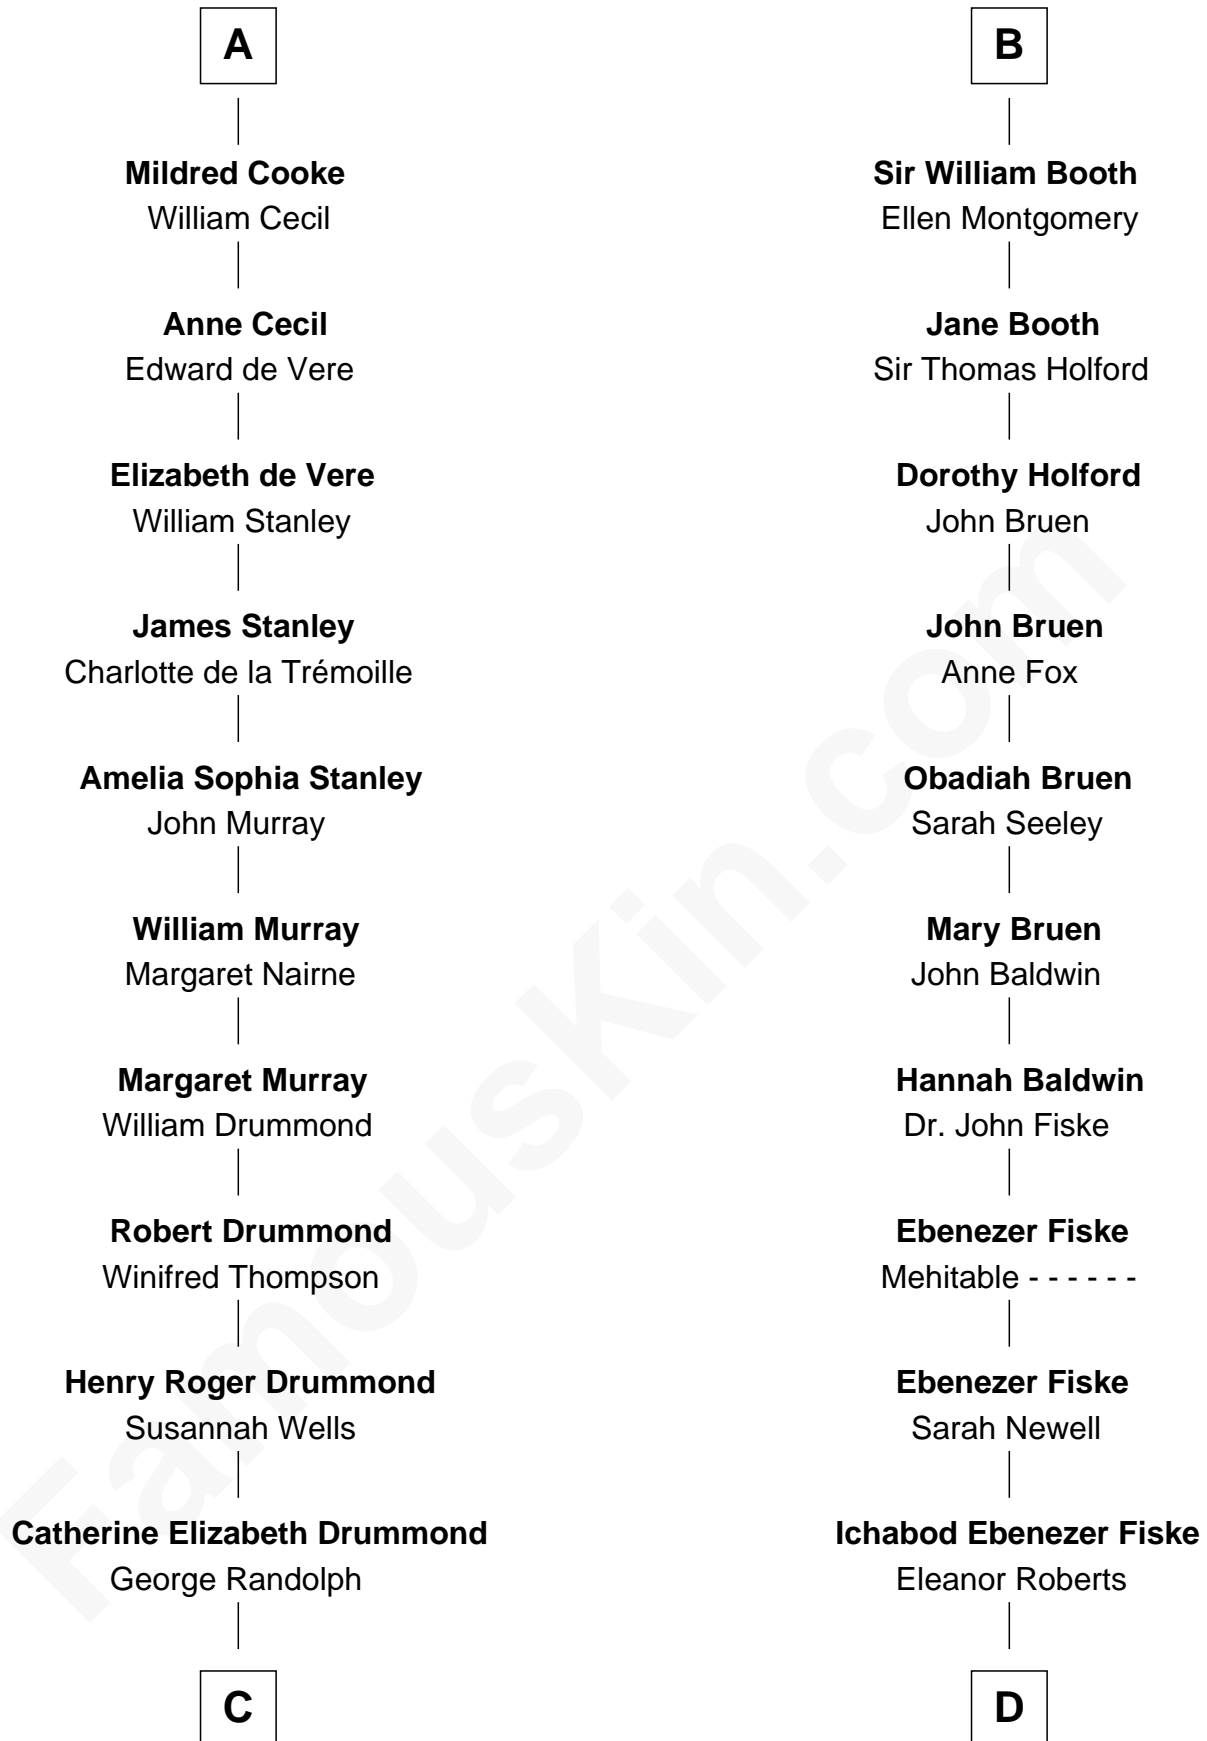 A
Mildred Cooke
William Cecil
Anne Cecil
Edward de Vere
Elizabeth de Vere
William Stanley
James Stanley
Charlotte de la Trémoille
Amelia Sophia Stanley
John Murray
William Murray
Margaret Nairne
Margaret Murray
William Drummond
Robert Drummond
Winifred Thompson
Henry Roger Drummond
Susannah Wells
Catherine Elizabeth Drummond
George Randolph
C
B
Sir William Booth
Ellen Montgomery
Jane Booth
Sir Thomas Holford
Dorothy Holford
John Bruen
John Bruen
Anne Fox
Obadiah Bruen
Sarah Seeley
Mary Bruen
John Baldwin
Hannah Baldwin
Dr. John Fiske
Ebenezer Fiske
Mehitable - - - - - -
Ebenezer Fiske
Sarah Newell
Ichabod Ebenezer Fiske
Eleanor Roberts
D
FamousKin.com